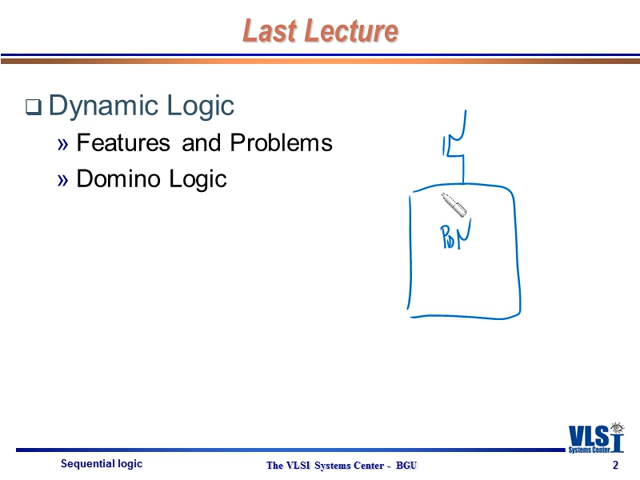 Last Lecture
Dynamic Logic
» Features and Problems
» Domino Logic
PDN
VLSI
Systems Center
Sequential logic
The VLSI Systems Center - BGU
2